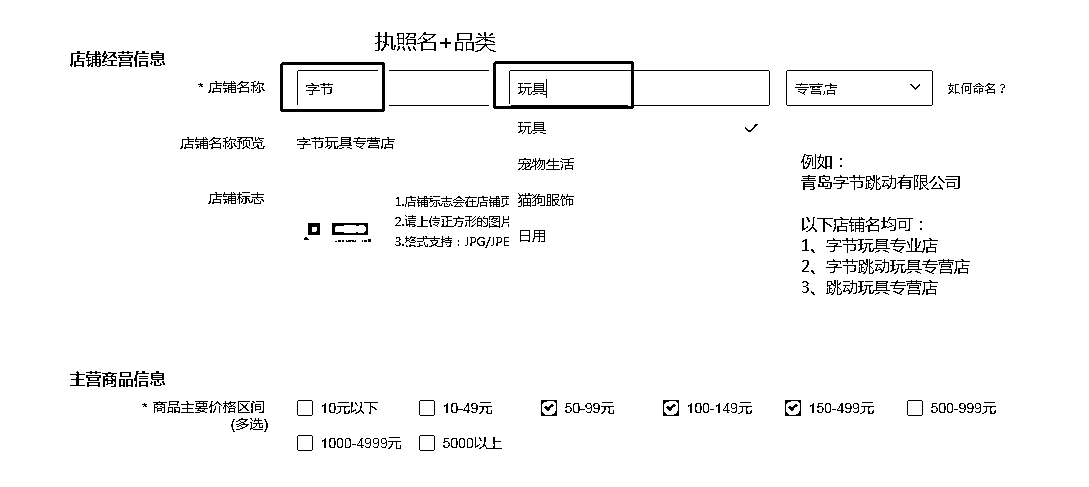 执照名+品类
店铺经营信息
* 店铺名称
字节
玩具
专营店
如何命名？
玩具
店铺名称预览
字节玩具专营店
宠物生活
店铺标志
1.店铺标志会在店铺页
2.请上传正方形的图片
3.格式支持：JPG/JPE
猫狗服饰
日用
例如：
青岛字节跳动有限公司
以下店铺名均可：
1、字节玩具专业店
2、字节跳动玩具专营店
3、跳动玩具专营店
主营商品信息
* 商品主要价格区间
(多选)
10元以下
10-49元
50-99元
100-149元
150-499元
500-999元
1000-4999元
5000以上